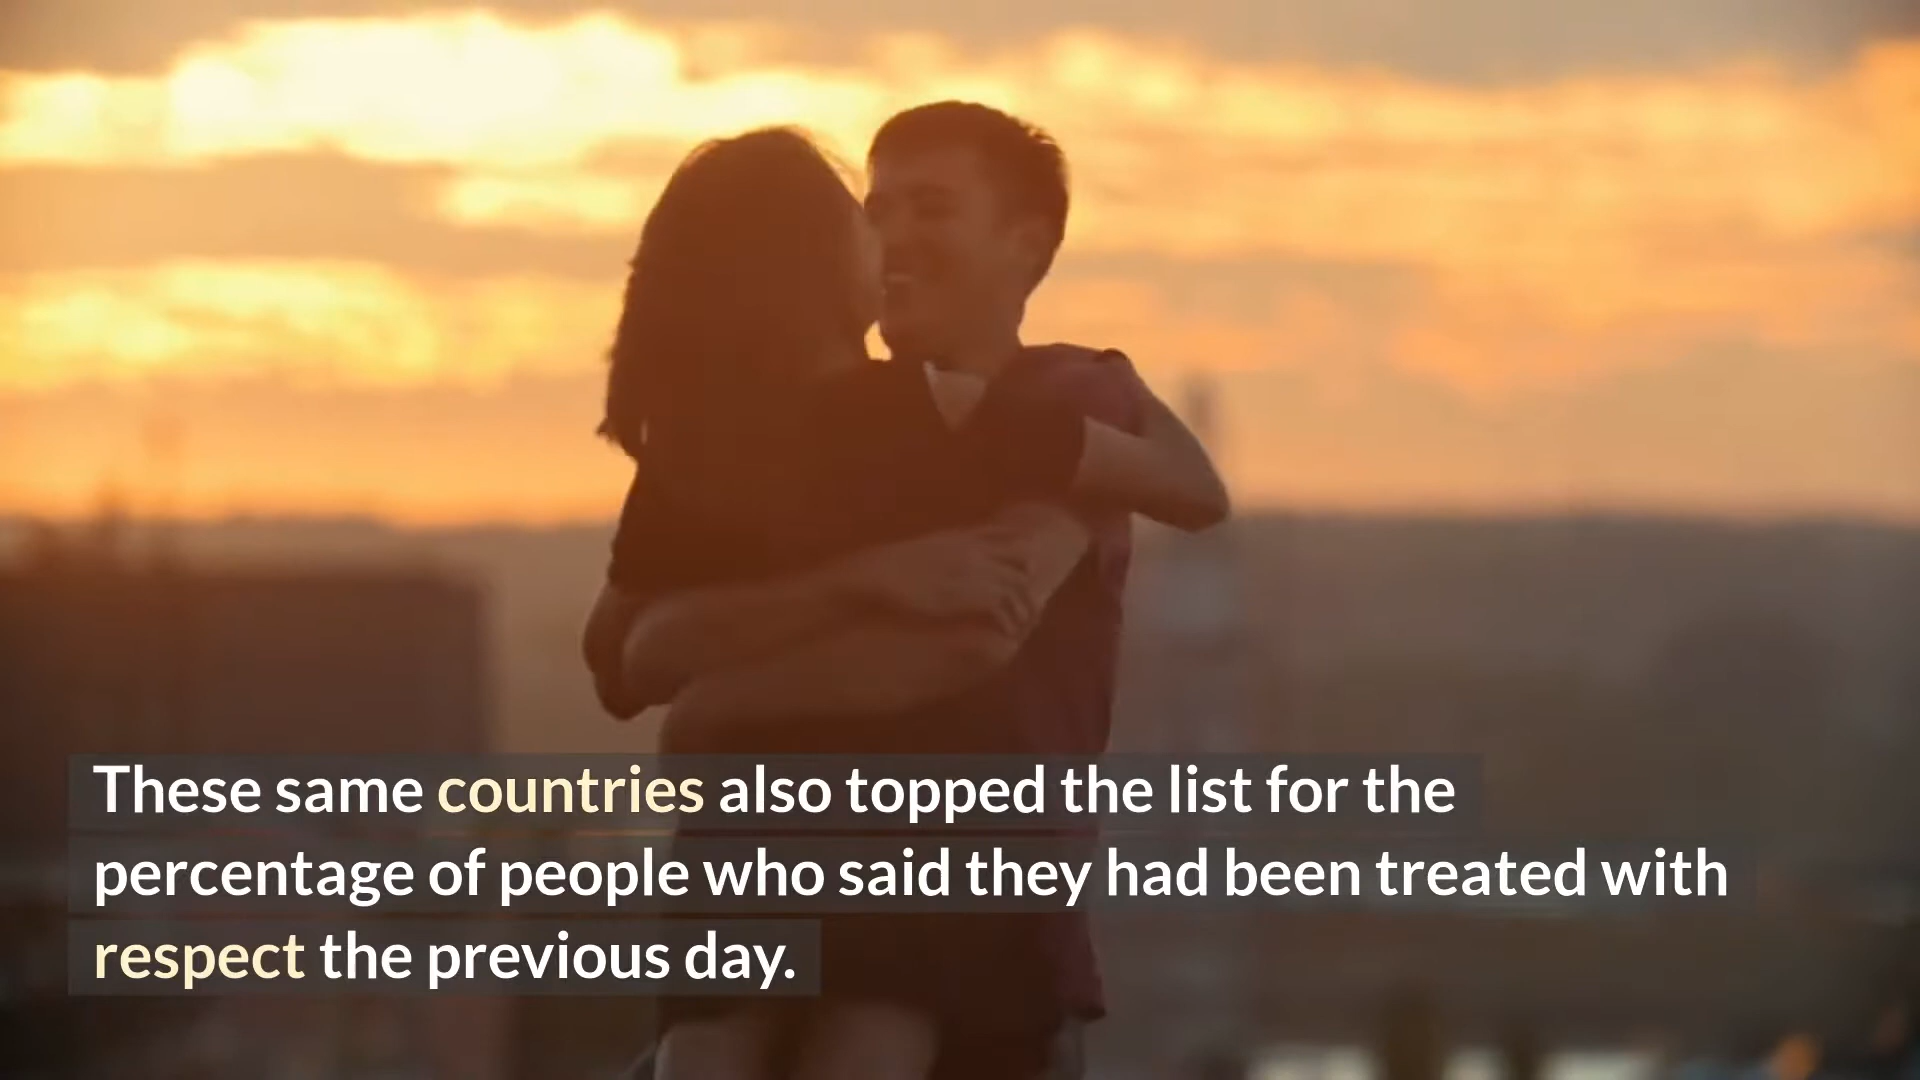 These same countries also topped the list for the
percentage of people who said they had been treated with
respect the previous day.